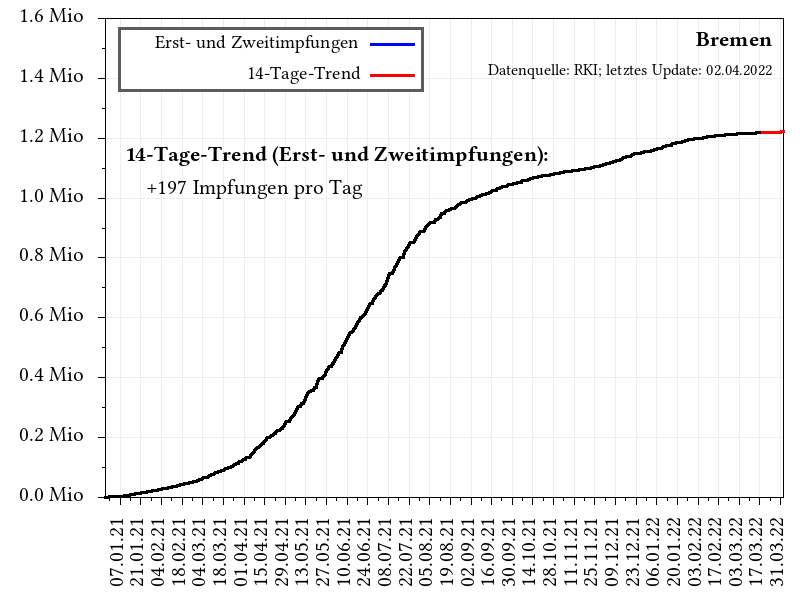 1.6 Mio
1.4 Mio
1.2 Mio
1.0 Mio
0.8 Mio
0.6 Mio
0.4 Mio
0.2 Mio
0.0 Mio
Erst- und Zweitimpfungen
14-Tage-Trend
Bremen
Datenquelle: RKI; letztes Update: 02.04.2022
14-Tage-Trend (Erst- und Zweitimpfungen):
+197 Impfungen pro Tag
07.01.21
21.01.21
04.02.21
18.02.21
04.03.21
18.03.21
01.04.21
15.04.21
29.04.21
13.05.21
27.05.21
10.06.21
24.06.21
08.07.21
22.07.21
05.08.21
19.08.21
02.09.21
16.09.21
30.09.21
14.10.21
28.10.21
11.11.21
25.11.21
09.12.21
23.12.21
06.01.22
20.01.22
03.02.22
17.02.22
03.03.22
17.03.22
31.03.22